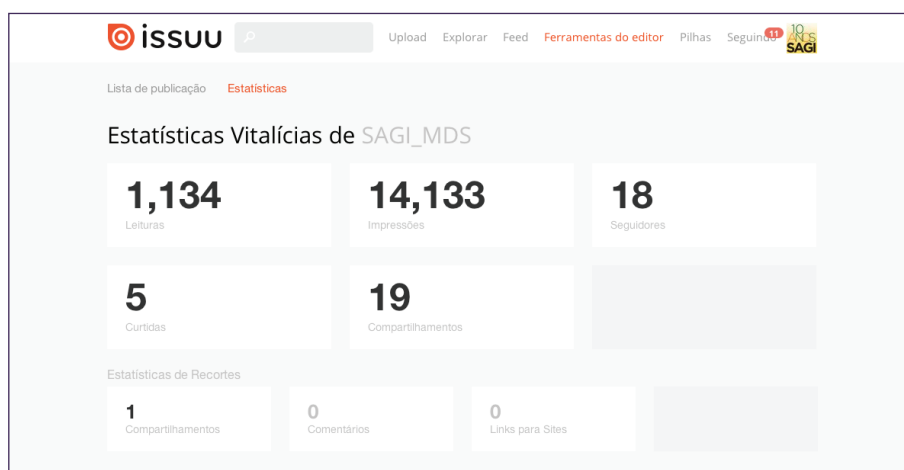 issuu
Upload Explorar Feed Ferramentas do editor Pilhas Seguindo 11 10 ANOS SAGI
Lista de publicação Estatísticas
Estatísticas Vitalícias de SAGI_MDS
1,134 14,133 18
Leituras Impressões Seguidores
5 19
Curtidas Compartilhamentos
Estatísticas de Recortes
1 0 0
Compartilhamentos Comentários Links para Sites